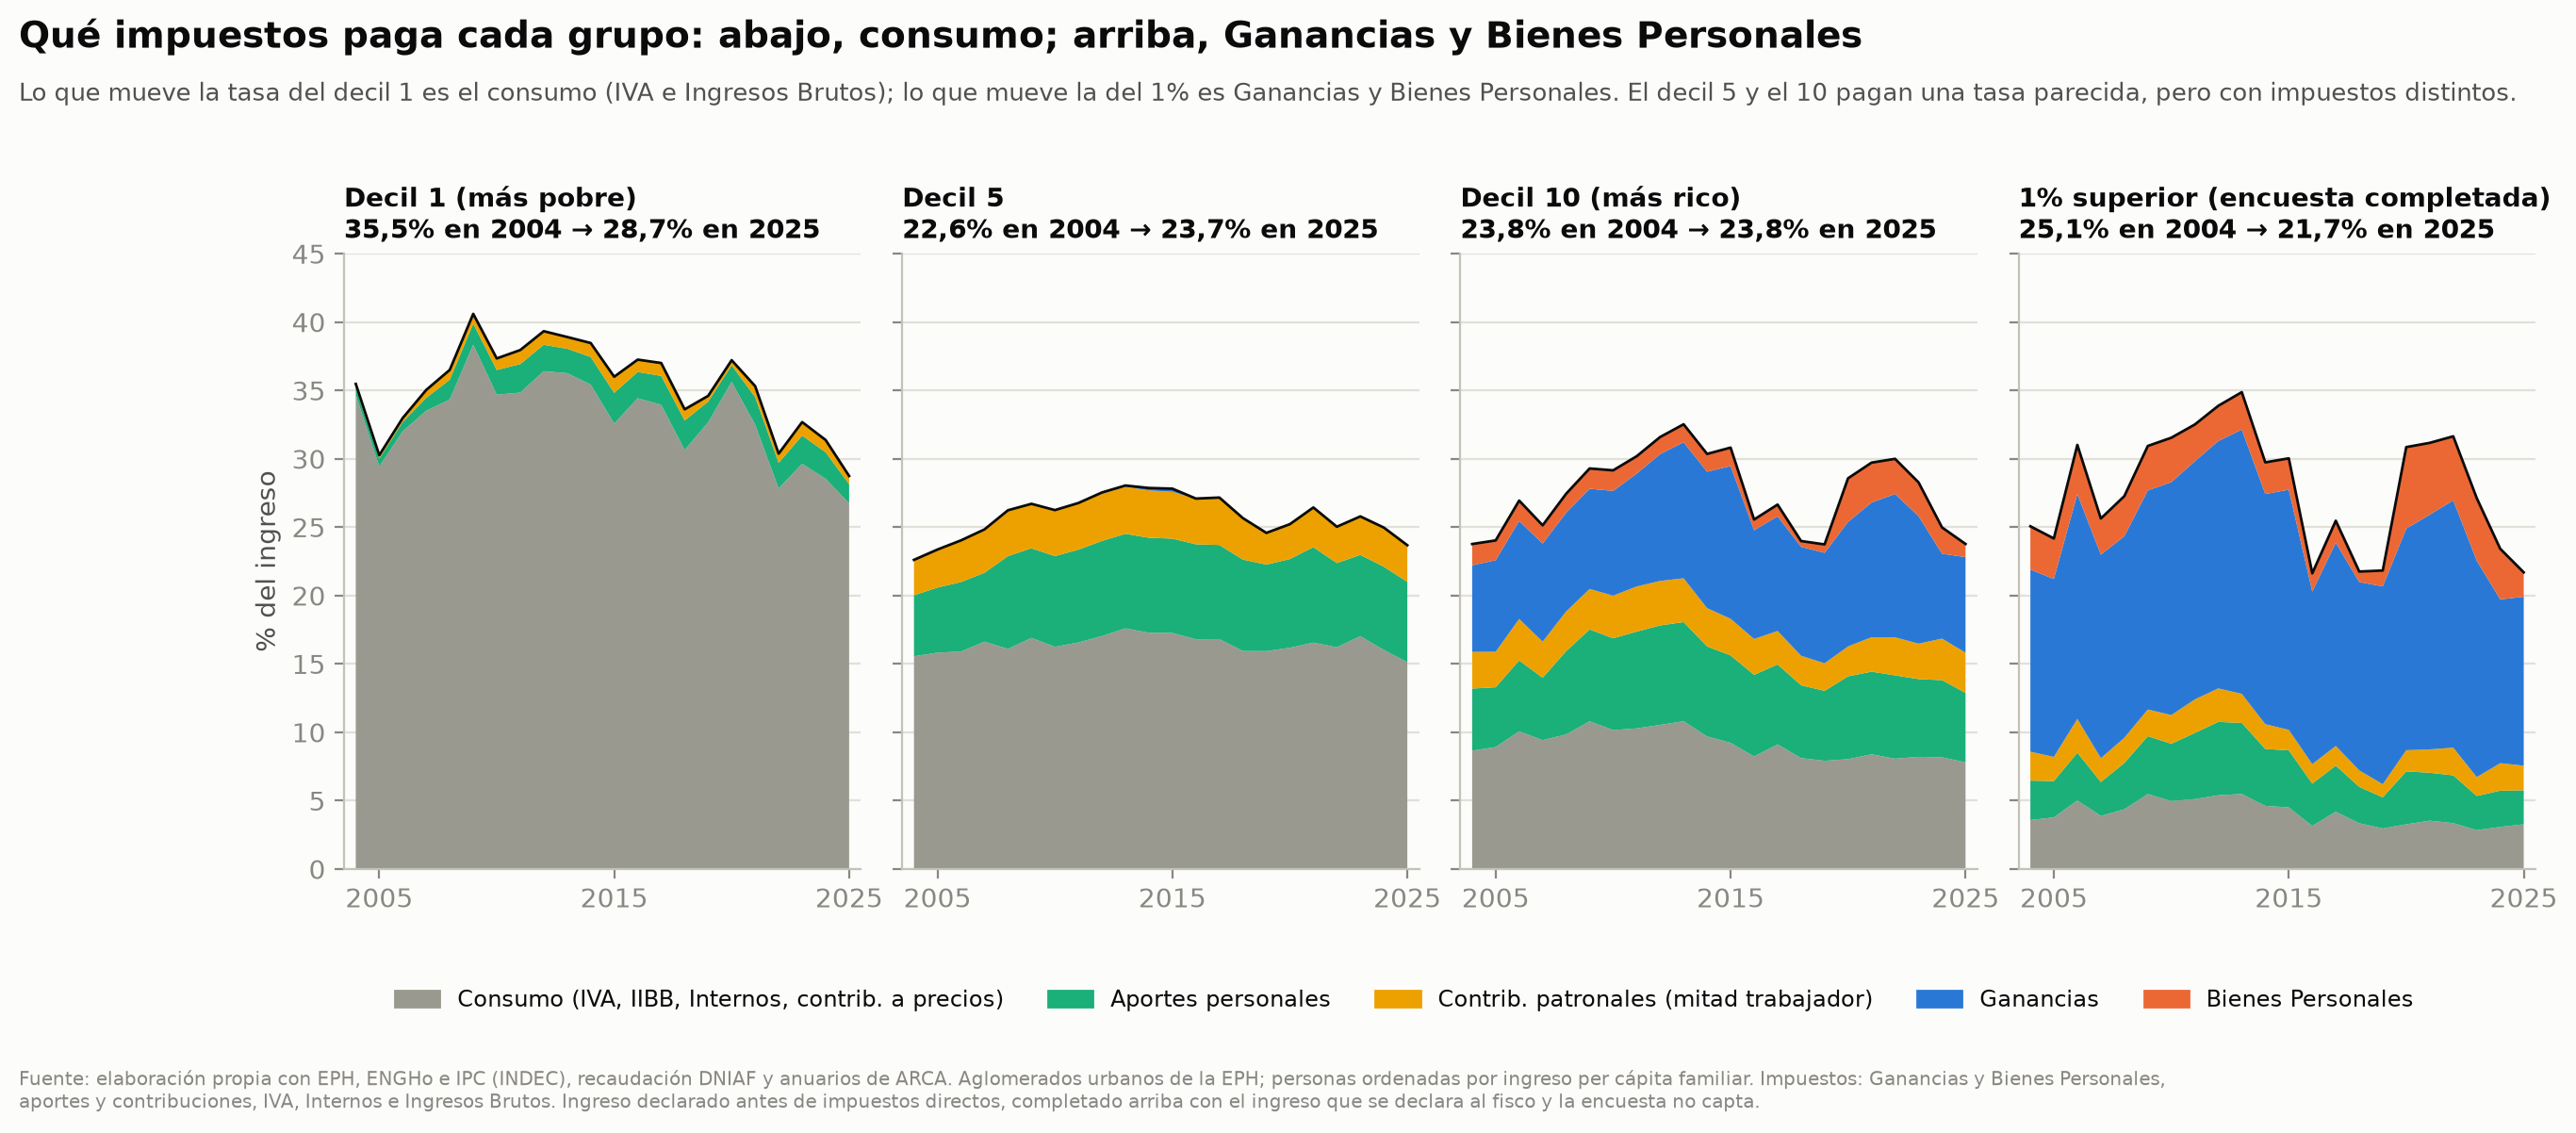 Qué impuestos paga cada grupo: abajo, consumo; arriba, Ganancias y Bienes Personales
Lo que mueve la tasa del decil 1 es el consumo (IVA e Ingresos Brutos); lo que mueve la del 1% es Ganancias y Bienes Personales. El decil 5 y el 10 pagan una tasa parecida, pero con impuestos distintos.
Decil 1 (más pobre)
35,5% en 2004 → 28,7% en 2025
Decil 5
22,6% en 2004 → 23,7% en 2025
Decil 10 (más rico)
23,8% en 2004 → 23,8% en 2025
1% superior (encuesta completada)
25,1% en 2004 → 21,7% en 2025
% del ingreso
45
40
35
30
25
20
15
10
5
0
2005 2015 2025
2005 2015 2025
2005 2015 2025
2005 2015 2025
Consumo (IVA, IIBB, Internos, contrib. a precios)
Aportes personales
Contrib. patronales (mitad trabajador)
Ganancias
Bienes Personales
Fuente: elaboración propia con EPH, ENGHo e IPC (INDEC), recaudación DNIAF y anuarios de ARCA. Aglomerados urbanos de la EPH; personas ordenadas por ingreso per cápita familiar. Impuestos: Ganancias y Bienes Personales,
aportes y contribuciones, IVA, Internos e Ingresos Brutos. Ingreso declarado antes de impuestos directos, completado arriba con el ingreso que se declara al fisco y la encuesta no capta.